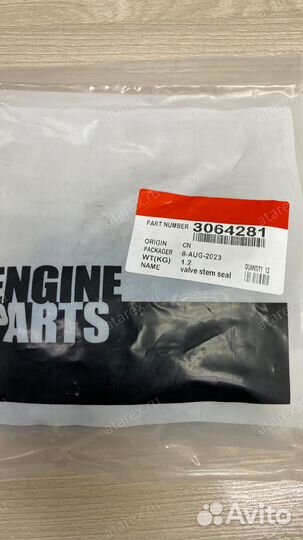 PART NUMBER 3064281
ORIGIN CN
PACKAGER 8-AUG-2023
WT(KG) 1.2
NAME valve stem seal
QUANTITY 12
ENGINE
PARTS
atarex.ru
Avito